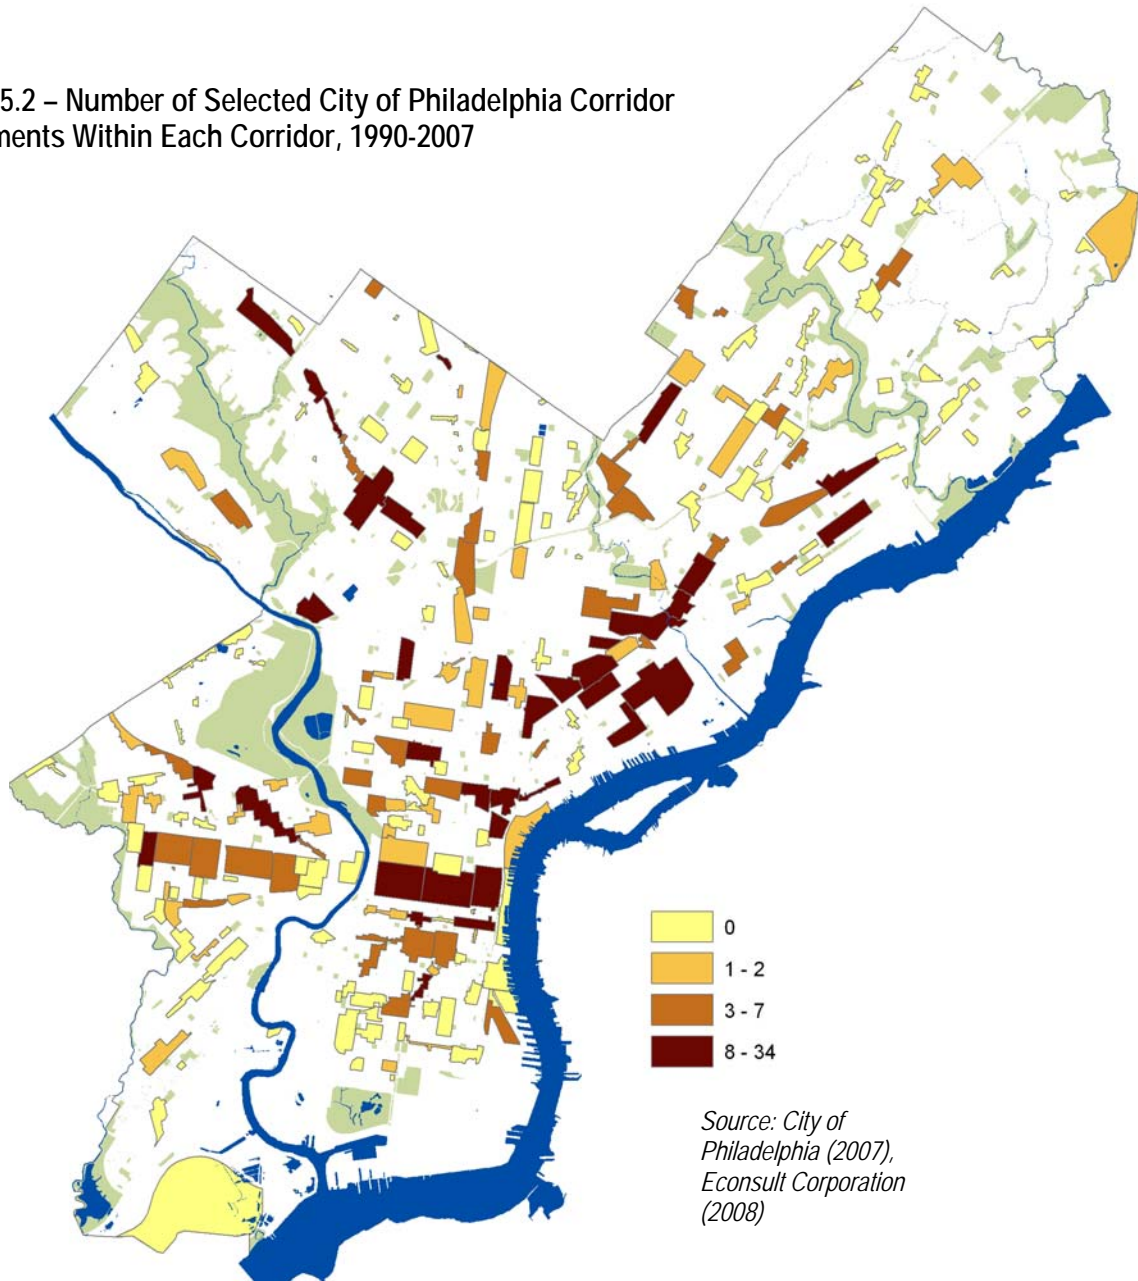 5.2 – Number of Selected City of Philadelphia Corridor
ments Within Each Corridor, 1990-2007
0
1 - 2
3 - 7
8 - 34
Source: City of
Philadelphia (2007),
Econsult Corporation
(2008)